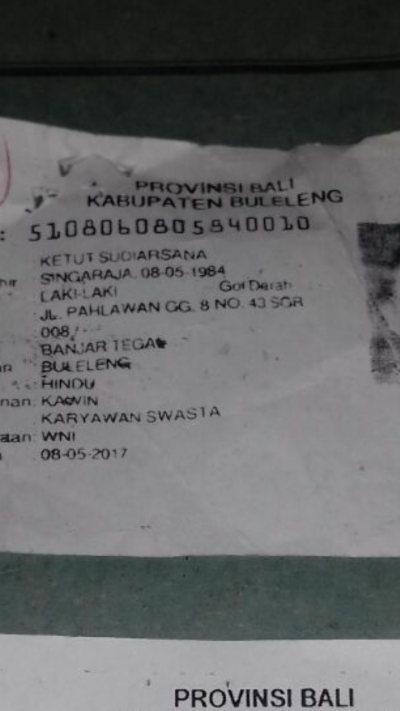 PROVINSI BALI
KABUPATEN BULELENG
: 5108060805840010
KETUT SUDIARSANA
hir SINGARAJA, 08-05-1984
LAKI-LAKI Gol Darah
JL. PAHLAWAN GG. 8 NO. 43 SGR
008/
BANJAR TEGAL
an BULELENG
HINDU
nan: KAWIN
KARYAWAN SWASTA
aan: WNI
08-05-2017
PROVINSI BALI